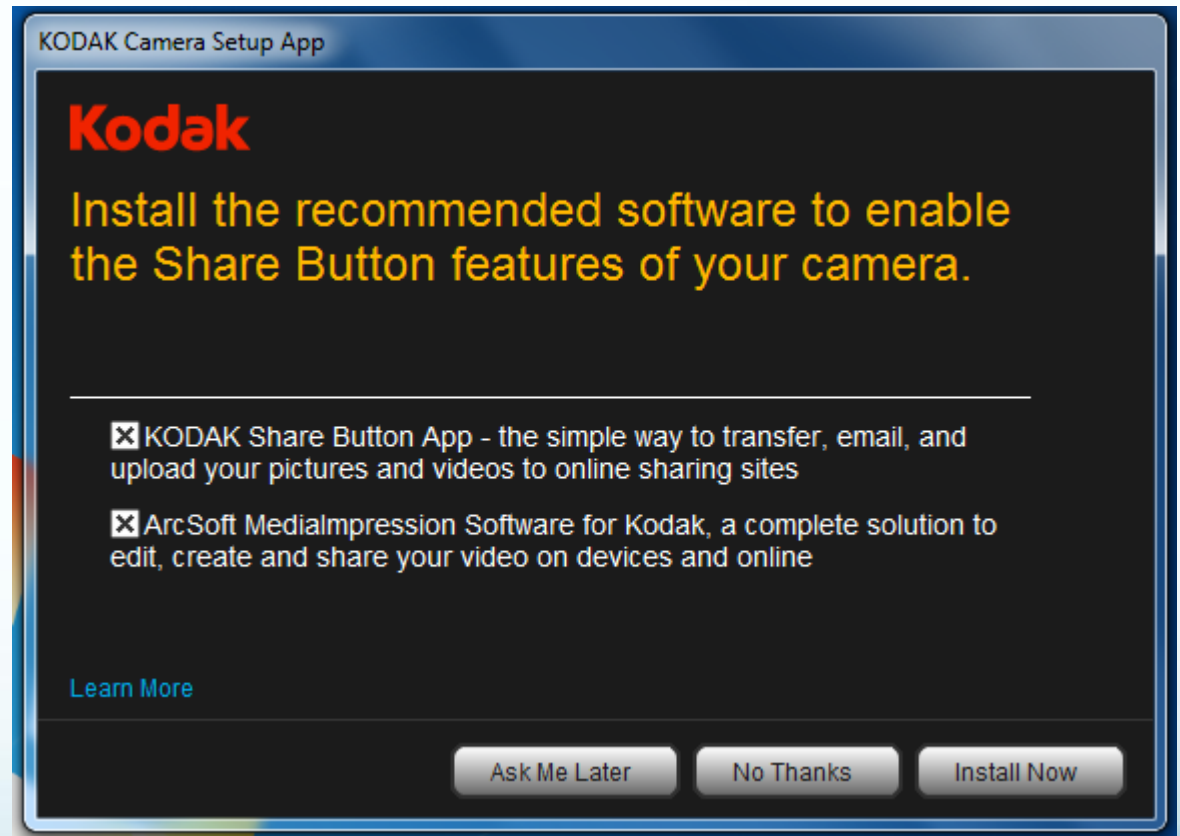 KODAK Camera Setup App
Kodak
Install the recommended software to enable
the Share Button features of your camera.
KODAK Share Button App - the simple way to transfer, email, and
upload your pictures and videos to online sharing sites
ArcSoft MediaImpression Software for Kodak, a complete solution to
edit, create and share your video on devices and online
Learn More
Ask Me Later
No Thanks
Install Now